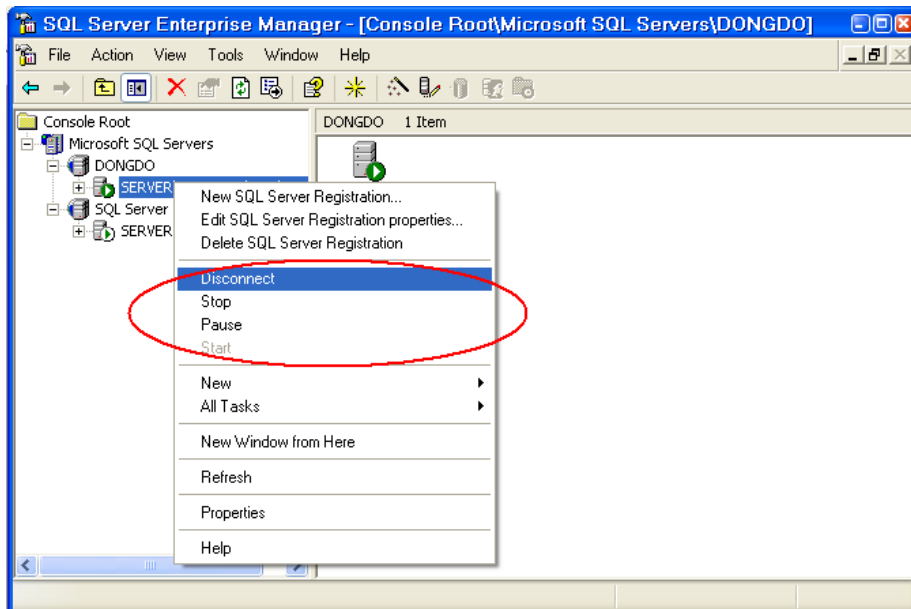 SQL Server Enterprise Manager - [Console Root\Microsoft SQL Servers\DONGDO]
File Action View Tools Window Help
Console Root
Microsoft SQL Servers
DONGDO
SERVER
SQL Server
SERVER
DONGDO 1 Item
New SQL Server Registration...
Edit SQL Server Registration properties...
Delete SQL Server Registration
Disconnect
Stop
Pause
Start
New
All Tasks
New Window from Here
Refresh
Properties
Help